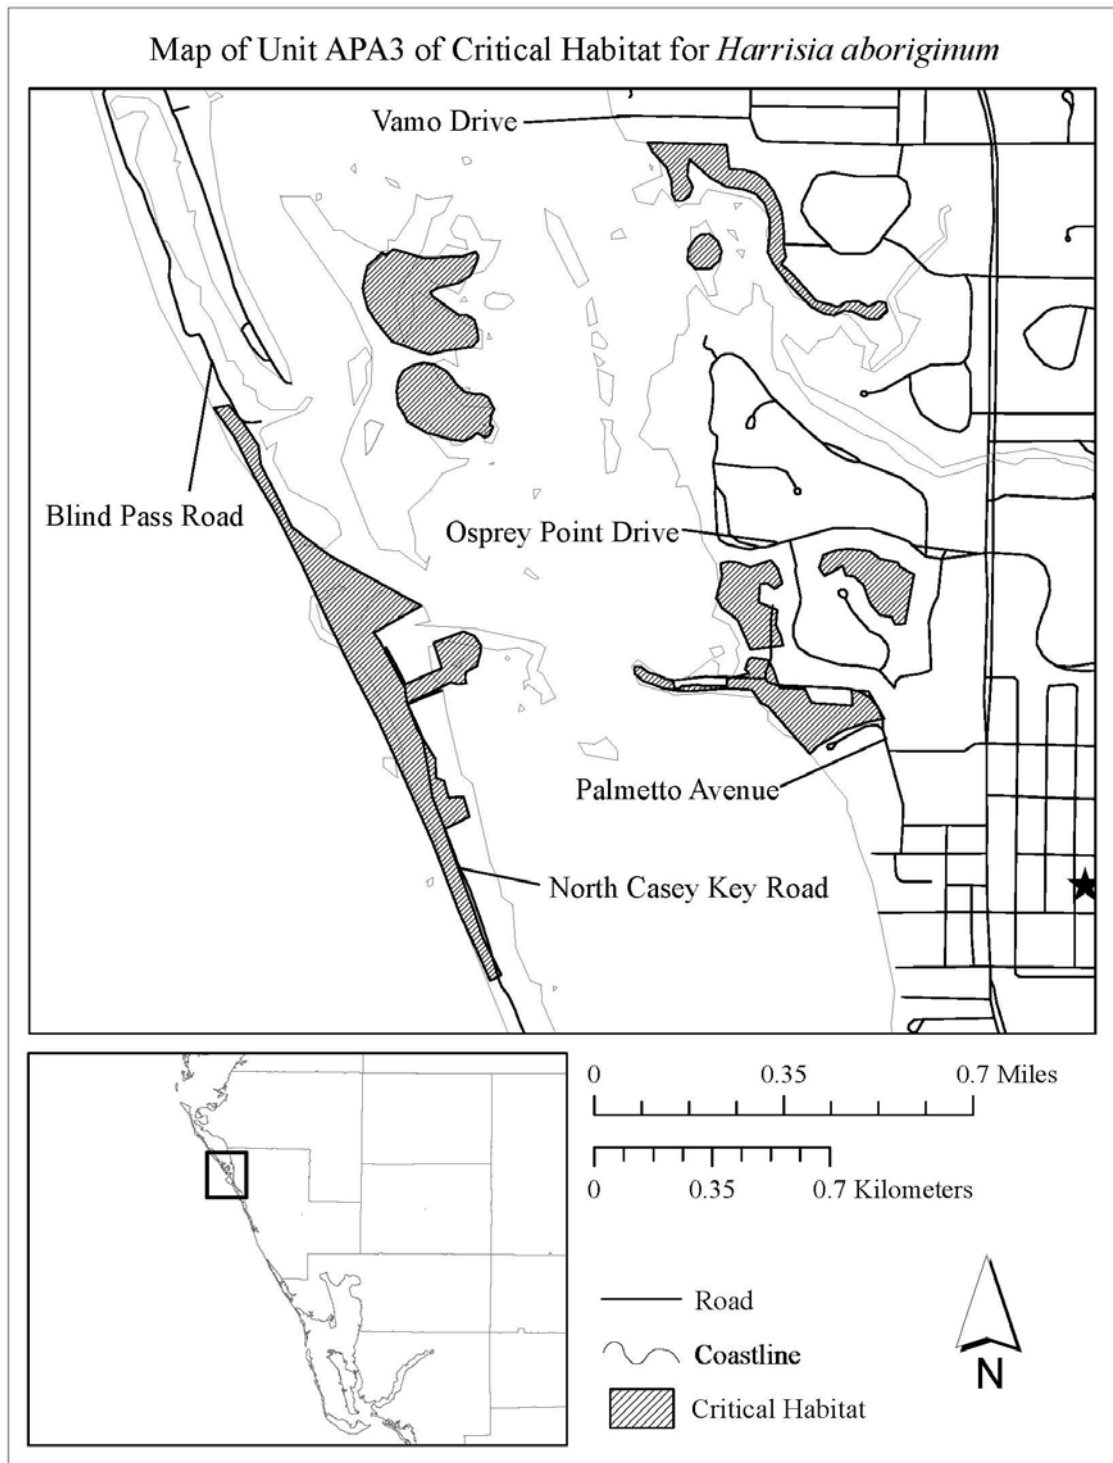 Map of Unit APA3 of Critical Habitat for Harrisia aboriginum
Vamo Drive
Blind Pass Road
Osprey Point Drive
Palmetto Avenue
North Casey Key Road
0 0.35 0.7 Miles
0 0.35 0.7 Kilometers
Road
Coastline
Critical Habitat
N